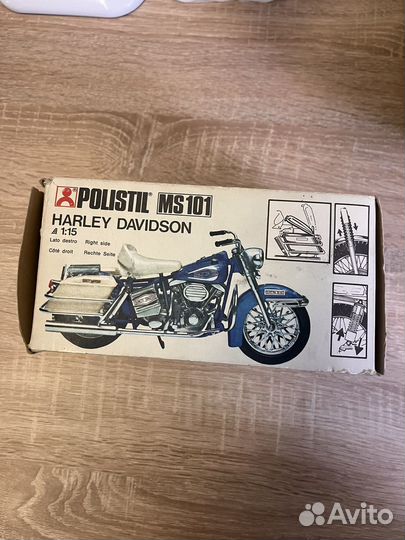 POLISTIL® MS101
HARLEY DAVIDSON
1:15
Lato destro Right side
Côté droit Rechte Seite
Avito